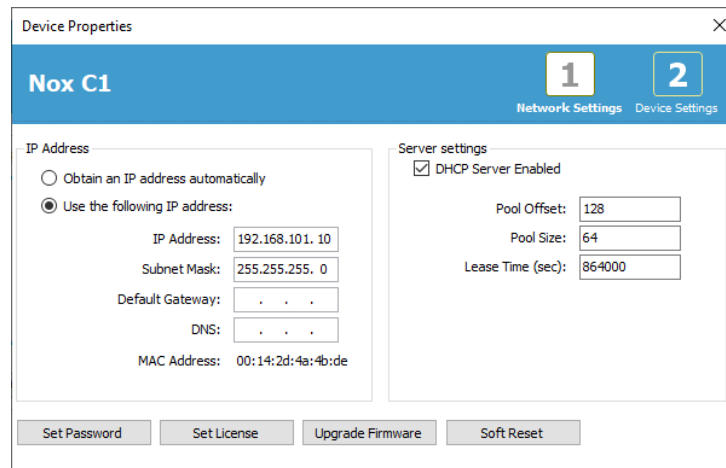 Device Properties
Nox C1
1
Network Settings
2
Device Settings
IP Address
Obtain an IP address automatically
Use the following IP address:
IP Address: 192.168.101. 10
Subnet Mask: 255.255.255. 0
Default Gateway: . . .
DNS: . . .
MAC Address: 00:14:2d:4a:4b:de
Server settings
DHCP Server Enabled
Pool Offset: 128
Pool Size: 64
Lease Time (sec): 864000
Set Password
Set License
Upgrade Firmware
Soft Reset